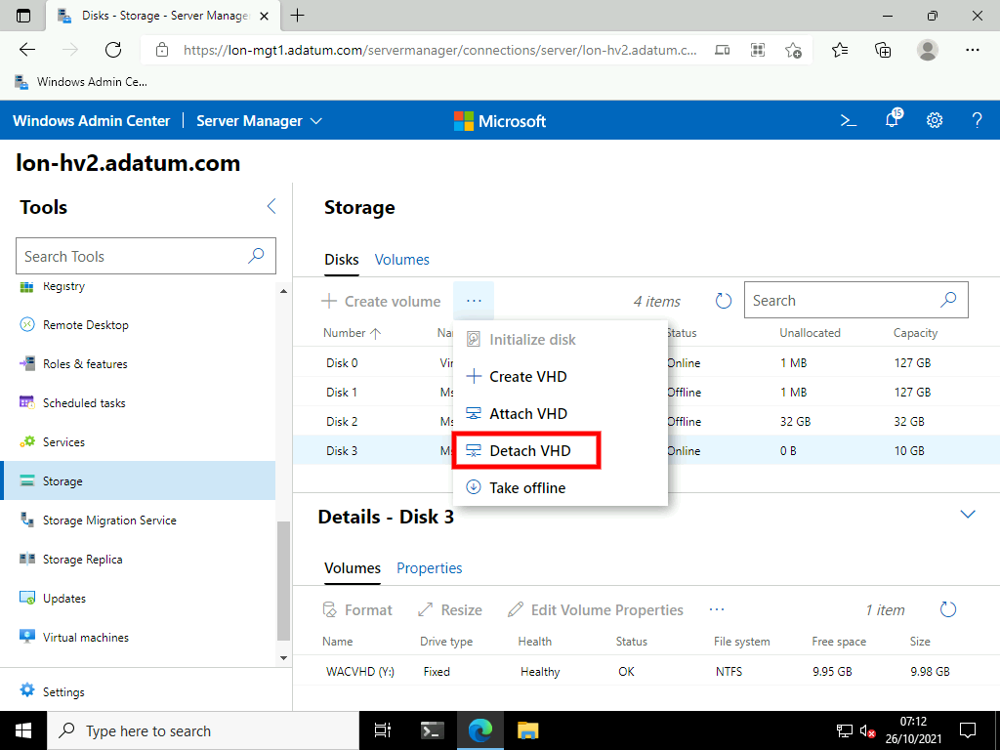 Disks - Storage - Server Manage
https://lon-mgt1.adatum.com/servermanager/connections/server/lon-hv2.adatum.c...
Windows Admin Ce...
Windows Admin Center
Server Manager
Microsoft
15
lon-hv2.adatum.com
Tools
Search Tools
Registry
Remote Desktop
Roles & features
Scheduled tasks
Services
Storage
Storage Migration Service
Storage Replica
Updates
Virtual machines
Settings
Storage
Disks Volumes
Create volume ... 4 items Search
Number Na Status Unallocated Capacity
Disk 0 Vir Online 1 MB 127 GB
Disk 1 Ms Offline 1 MB 127 GB
Disk 2 Ms Offline 32 GB 32 GB
Disk 3 Ms Online 0 B 10 GB
Initialize disk
Create VHD
Attach VHD
Detach VHD
Take offline
Details - Disk 3
Volumes Properties
Format Resize Edit Volume Properties ... 1 item
Name Drive type Health Status File system Free space Size
WACVHD (Y:) Fixed Healthy OK NTFS 9.95 GB 9.98 GB
Type here to search
07:12
26/10/2021